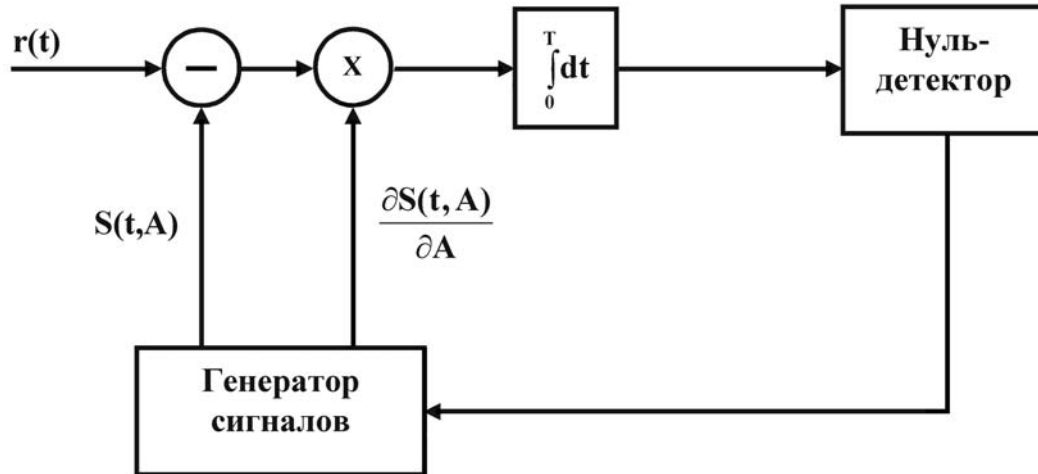 r(t)
−
X
T
∫dt
0
Нуль-
детектор
S(t,A)
∂S(t,A)
∂A
Генератор
сигналов